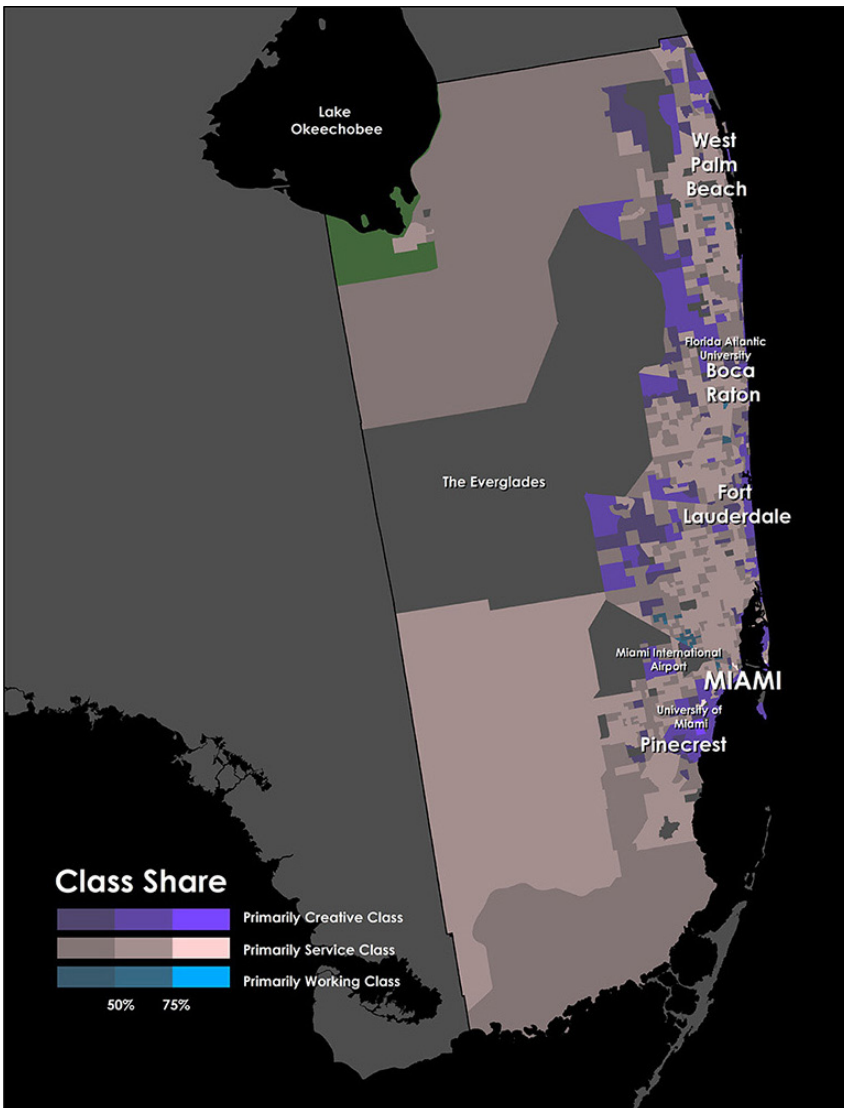 Lake
Okeechobee
West
Palm
Beach
Florida Atlantic
University
Boca
Raton
The Everglades
Fort
Lauderdale
Miami International
Airport
MIAMI
University of
Miami
Pinecrest
Class Share
Primarily Creative Class
Primarily Service Class
Primarily Working Class
50% 75%